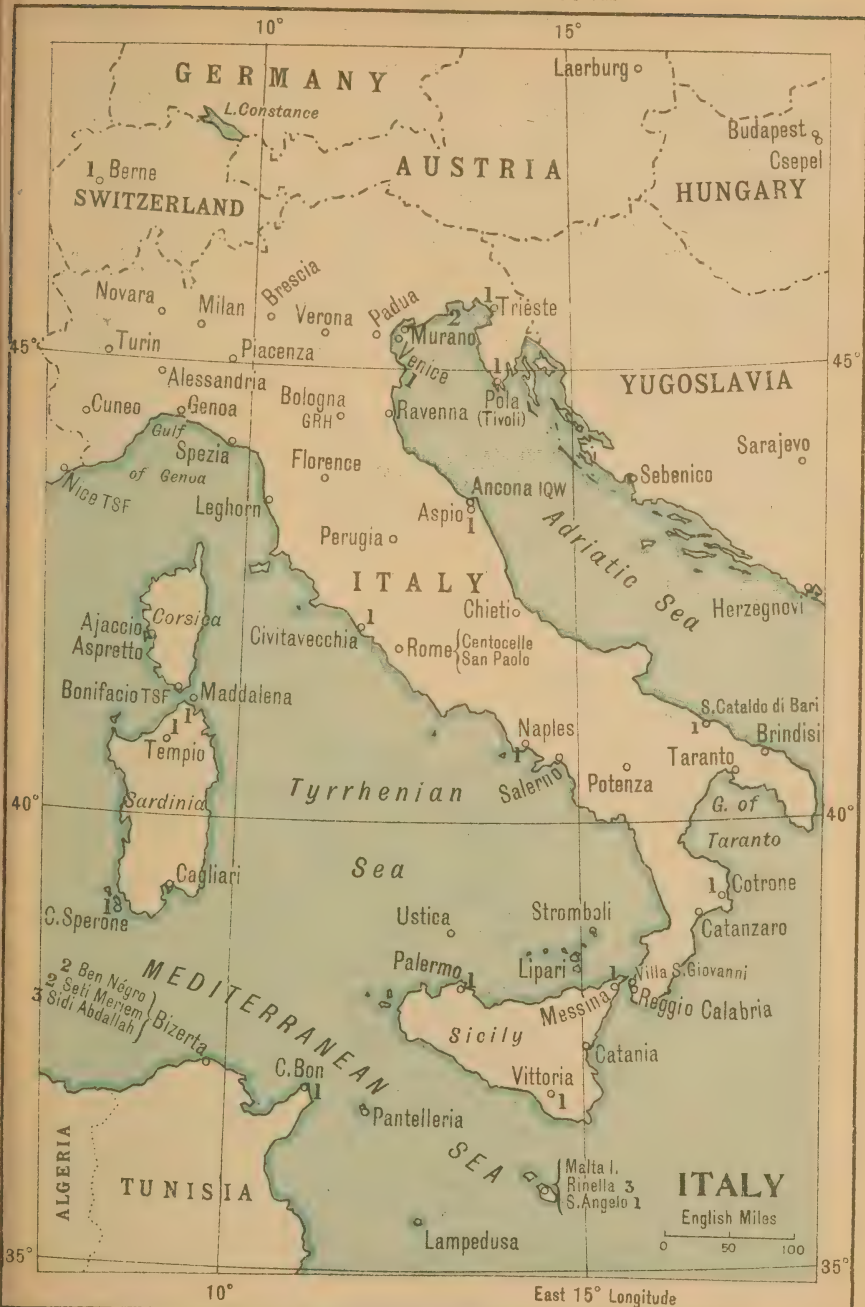 10° 15°
GERMANY
Laerburg
L.Constance
Budapest
Csepel
1 Berne
AUSTRIA
SWITZERLAND
HUNGARY
Novara
Milan
Brescia
Verona
Padua
1 Trieste
2
Murano
45°
Turin
Piacenza
Venice
1
1
45°
Alessandria
YUGOSLAVIA
Cuneo
Genoa
Bologna
GRH
Ravenna
Pola
(Tivoli)
Gulf
of Genoa
Spezia
Sarajevo
Nice TSF
Florence
Sebenico
Leghorn
Ancona IQW
Aspio
1
Adriatic Sea
Perugia
ITALY
Chieti
Herzegnovi
Corsica
Ajaccio
Aspretto
Civitavecchia
1
Rome
Centocelle
San Paolo
Bonifacio TSF
Maddalena
1
S.Cataldo di Bari
1
Tempio
1
Naples
1
Brindisi
Taranto
Salerno
Potenza
Tyrrhenian
Sea
40°
Sardinia
G. of
Taranto
40°
Cagliari
1 Cotrone
C.Sperone
1
Ustica
Stromboli
Catanzaro
Palermo
1
Lipari
1
Villa S.Giovanni
Messina
Reggio Calabria
MEDITERRANEAN SEA
2 Ben Négro
2 Seti Meriem
3 Sidi Abdallah
Bizerta
Sicily
Catania
C.Bon
1
Vittoria
1
Pantelleria
ALGERIA
TUNISIA
Malta I.
Rinella 3
S.Angelo 1
ITALY
English Miles
0 50 100
Lampedusa
35°
35°
10°
East 15° Longitude